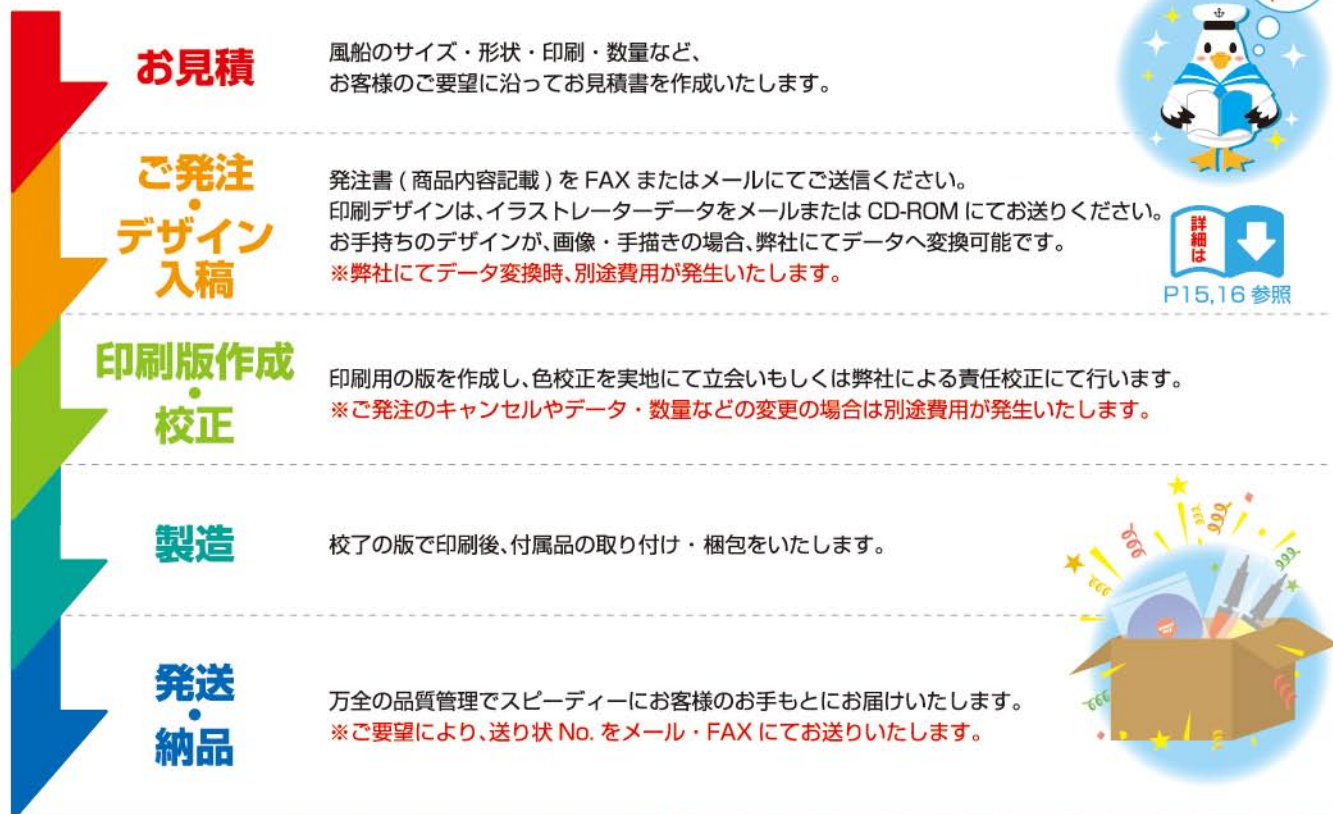 お見積
風船のサイズ・形状・印刷・数量など、
お客様のご要望に沿ってお見積書を作成いたします。
ご発注
・
デザイン
入稿
発注書(商品内容記載)をFAXまたはメールにてご送信ください。
印刷デザインは、イラストレーターデータをメールまたはCD-ROMにてお送りください。
お手持ちのデザインが、画像・手描きの場合、弊社にてデータへ変換可能です。
※弊社にてデータ変換時、別途費用が発生いたします。
詳細は
P15,16参照
印刷版作成
・
校正
印刷用の版を作成し、色校正を実地にて立会いもしくは弊社による責任校正にて行います。
※ご発注のキャンセルやデータ・数量などの変更の場合は別途費用が発生いたします。
製造
校了の版で印刷後、付属品の取り付け・梱包をいたします。
発送
・
納品
万全の品質管理でスピーディーにお客様のお手もとにお届けいたします。
※ご要望により、送り状No.をメール・FAXにてお送りいたします。